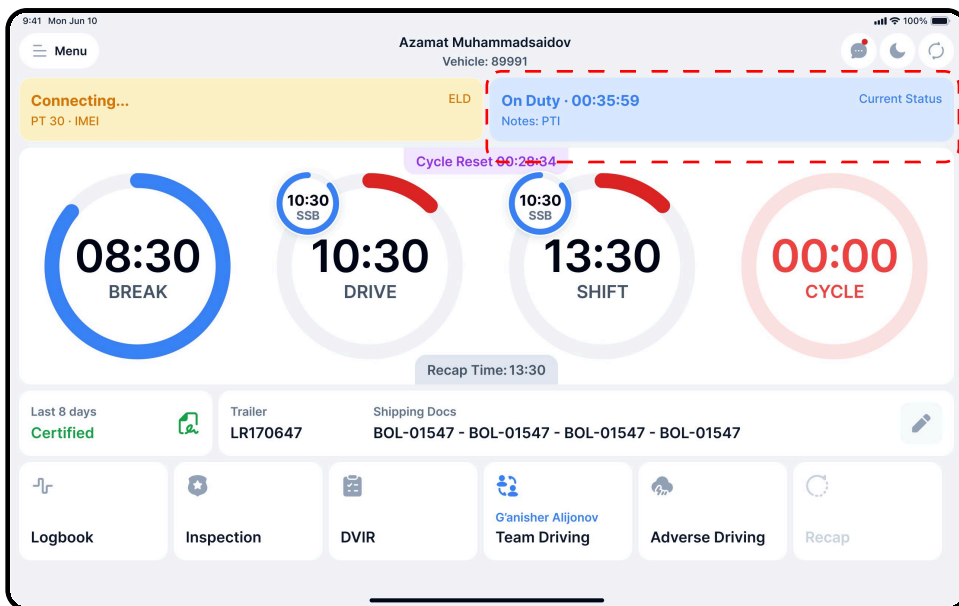 9:41 Mon Jun 10
100%
Menu
Azamat Muhammadsaidov
Vehicle: 89991
Connecting...
ELD
PT 30 · IMEI
On Duty · 00:35:59
Current Status
Notes: PTI
Cycle Reset 00:28:34
10:30
SSB
10:30
SSB
08:30
BREAK
10:30
DRIVE
13:30
SHIFT
00:00
CYCLE
Recap Time: 13:30
Last 8 days
Certified
Trailer
LR170647
Shipping Docs
BOL-01547 - BOL-01547 - BOL-01547 - BOL-01547
Logbook
Inspection
DVIR
G'anisher Alijonov
Team Driving
Adverse Driving
Recap